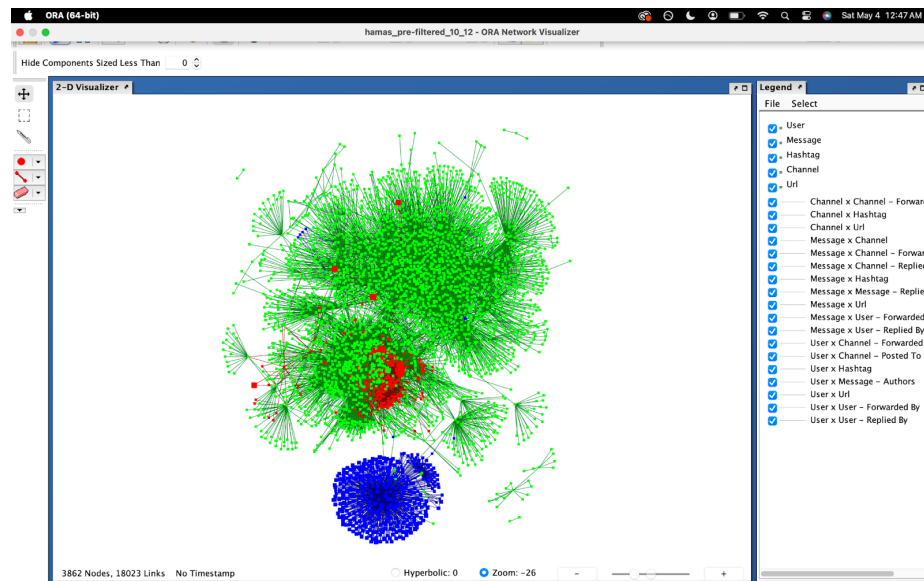 ORA (64-bit)
Sat May 4 12:47 AM
hamas_pre-filtered_10_12 - ORA Network Visualizer
Hide Components Sized Less Than 0
2-D Visualizer
Legend
File Select
User
Message
Hashtag
Channel
Url
Channel x Channel - Forwar
Channel x Hashtag
Channel x Url
Message x Channel
Message x Channel - Forwar
Message x Channel - Replie
Message x Hashtag
Message x Message - Replie
Message x Url
Message x User - Forwarded
Message x User - Replied By
User x Channel - Forwarded
User x Channel - Posted To
User x Hashtag
User x Message - Authors
User x Url
User x User - Forwarded By
User x User - Replied By
3862 Nodes, 18023 Links No Timestamp
Hyperbolic: 0
Zoom: -26
- +